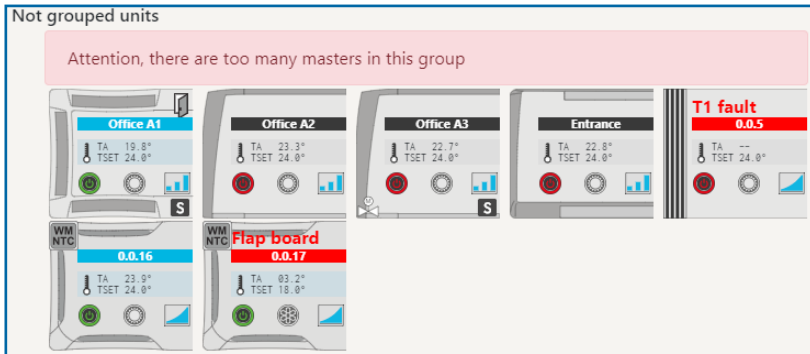 Not grouped units
Attention, there are too many masters in this group
Office A1
TA 19.8°
TSET 24.0°
S
Office A2
TA 23.3°
TSET 24.0°
Office A3
TA 22.7°
TSET 24.0°
S
Entrance
TA 22.8°
TSET 24.0°
T1 fault
0.0.5
TA --
TSET 24.0°
WM
NTC
0.0.16
TA 23.9°
TSET 24.0°
WM
NTC
Flap board
0.0.17
TA 03.2°
TSET 18.0°